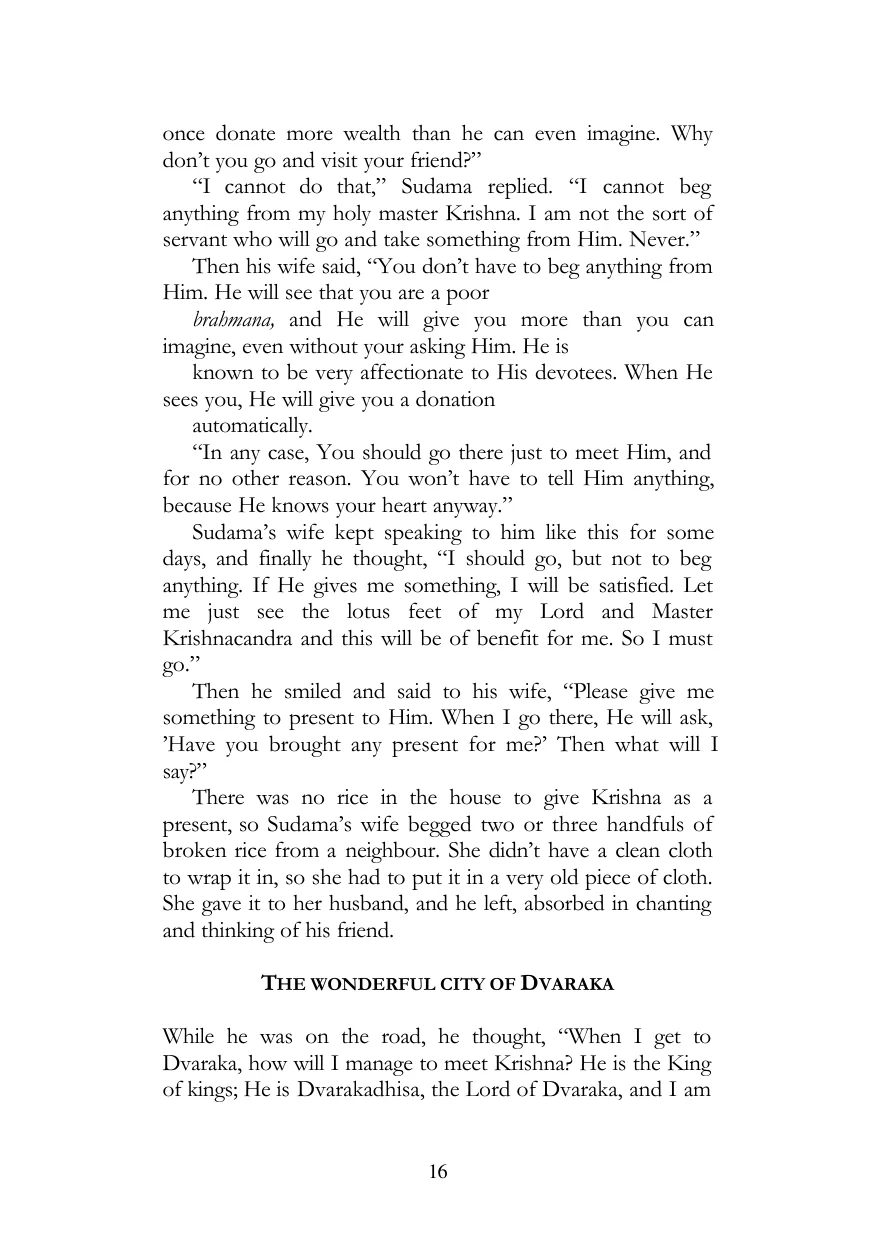 once donate more wealth than he can even imagine. Why
don’t you go and visit your friend?”
“I cannot do that,” Sudama replied. “I cannot beg
anything from my holy master Krishna. I am not the sort of
servant who will go and take something from Him. Never.”
Then his wife said, “You don’t have to beg anything from
Him. He will see that you are a poor
brahmana, and He will give you more than you can
imagine, even without your asking Him. He is
known to be very affectionate to His devotees. When He
sees you, He will give you a donation
automatically.
“In any case, You should go there just to meet Him, and
for no other reason. You won’t have to tell Him anything,
because He knows your heart anyway.”
Sudama’s wife kept speaking to him like this for some
days, and finally he thought, “I should go, but not to beg
anything. If He gives me something, I will be satisfied. Let
me just see the lotus feet of my Lord and Master
Krishnacandra and this will be of benefit for me. So I must
go.”
Then he smiled and said to his wife, “Please give me
something to present to Him. When I go there, He will ask,
’Have you brought any present for me?’ Then what will I
say?”
There was no rice in the house to give Krishna as a
present, so Sudama’s wife begged two or three handfuls of
broken rice from a neighbour. She didn’t have a clean cloth
to wrap it in, so she had to put it in a very old piece of cloth.
She gave it to her husband, and he left, absorbed in chanting
and thinking of his friend.
THE WONDERFUL CITY OF DVARAKA
While he was on the road, he thought, “When I get to
Dvaraka, how will I manage to meet Krishna? He is the King
of kings; He is Dvarakadhisa, the Lord of Dvaraka, and I am
16